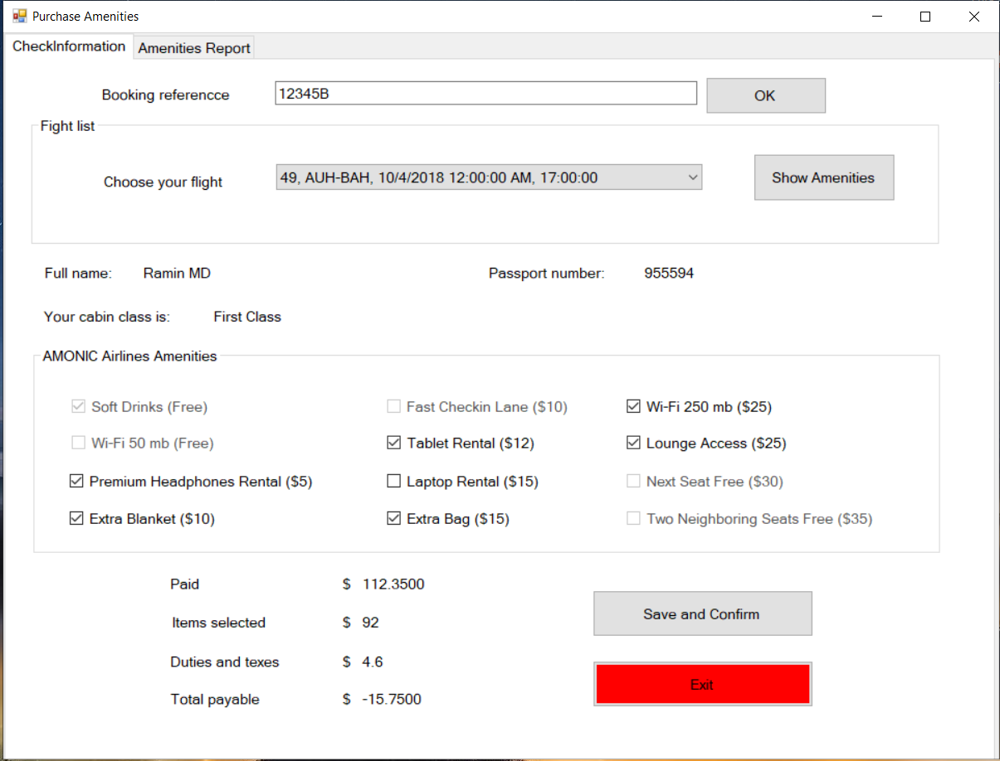 Purchase Amenities
CheckInformation Amenities Report
Booking referencce 12345B OK
Fight list
Choose your flight 49, AUH-BAH, 10/4/2018 12:00:00 AM, 17:00:00 Show Amenities
Full name: Ramin MD Passport number: 955594
Your cabin class is: First Class
AMONIC Airlines Amenities
Soft Drinks (Free) Fast Checkin Lane ($10) Wi-Fi 250 mb ($25)
Wi-Fi 50 mb (Free) Tablet Rental ($12) Lounge Access ($25)
Premium Headphones Rental ($5) Laptop Rental ($15) Next Seat Free ($30)
Extra Blanket ($10) Extra Bag ($15) Two Neighboring Seats Free ($35)
Paid $ 112.3500
Items selected $ 92
Save and Confirm
Duties and texes $ 4.6
Exit
Total payable $ -15.7500